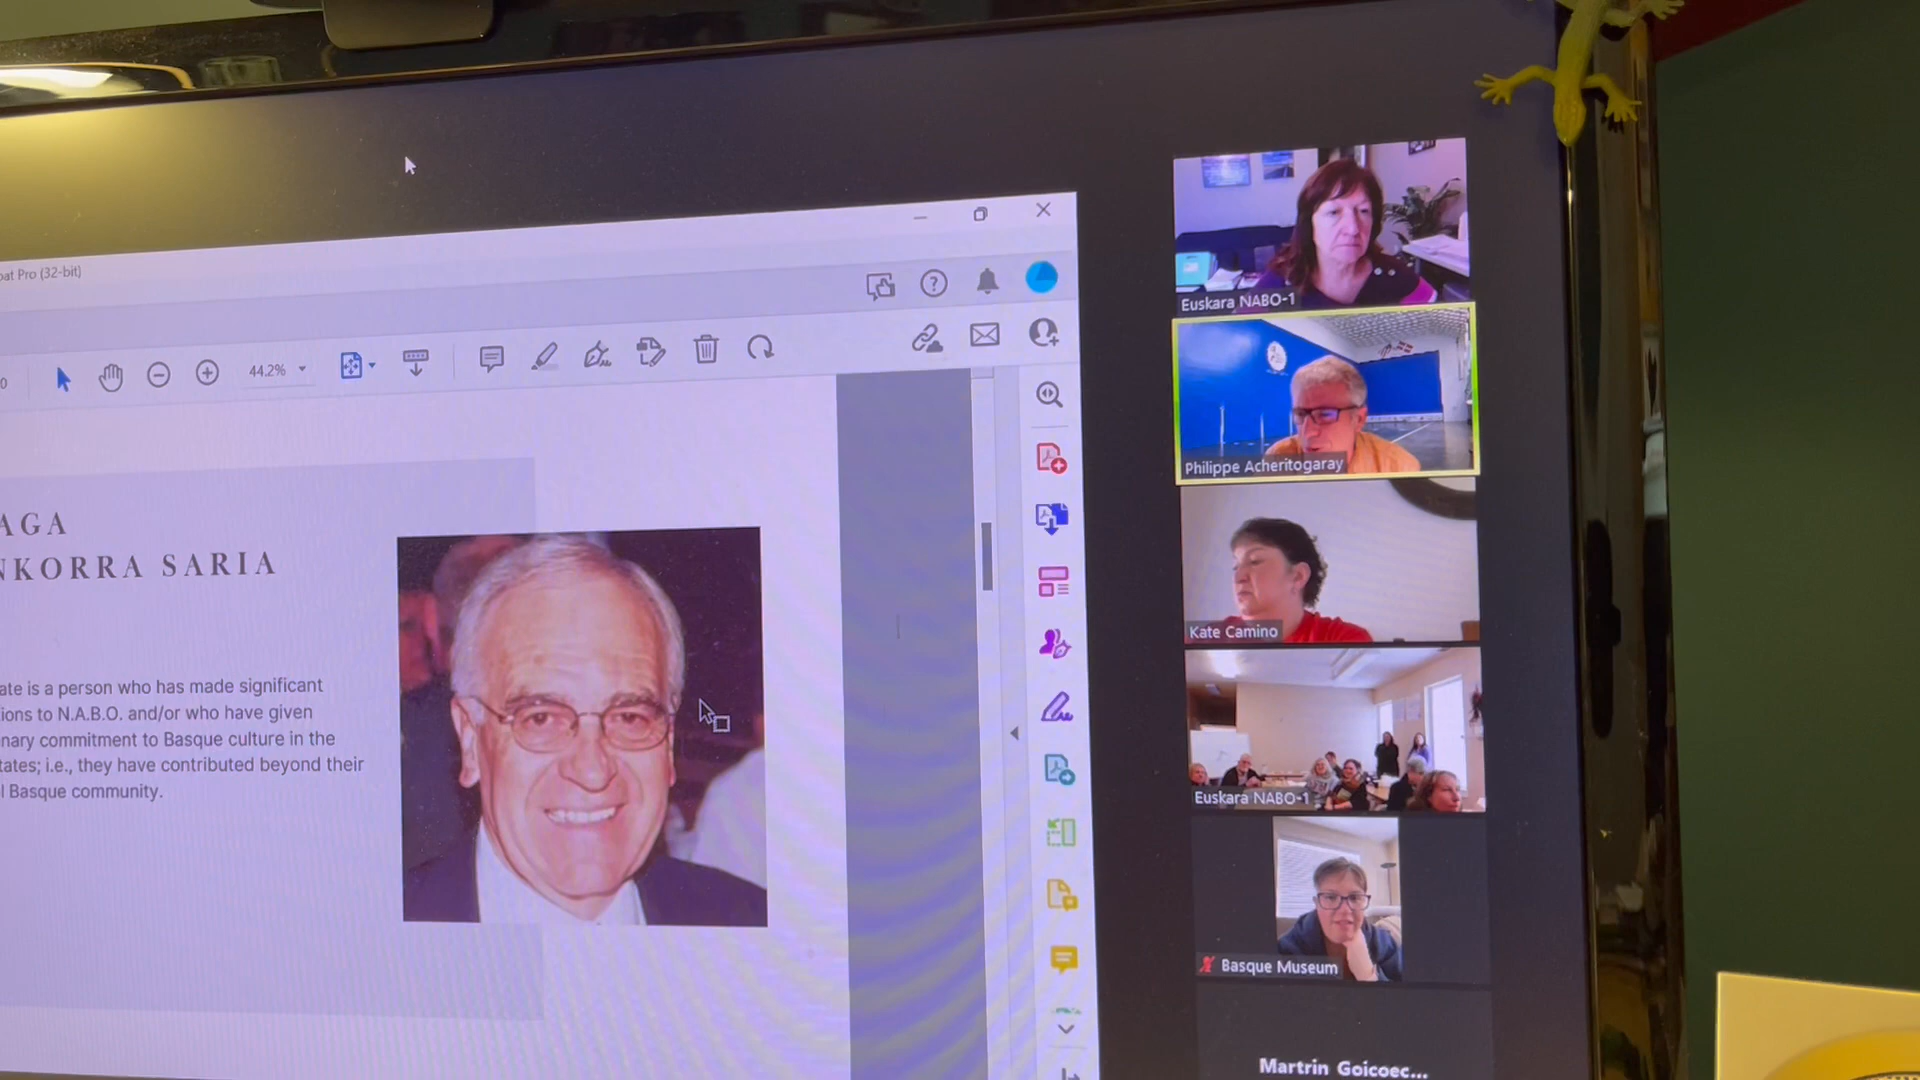 oat Pro (32-bit)
0
44.2%
AGA
NKORRA SARIA
ate is a person who has made significant
ions to N.A.B.O. and/or who have given
nary commitment to Basque culture in the
tates; i.e., they have contributed beyond their
l Basque community.
Euskara NABO-1
Philippe Acheritogaray
Kate Camino
Euskara NABO-1
Basque Museum
Martrin Goicoec...